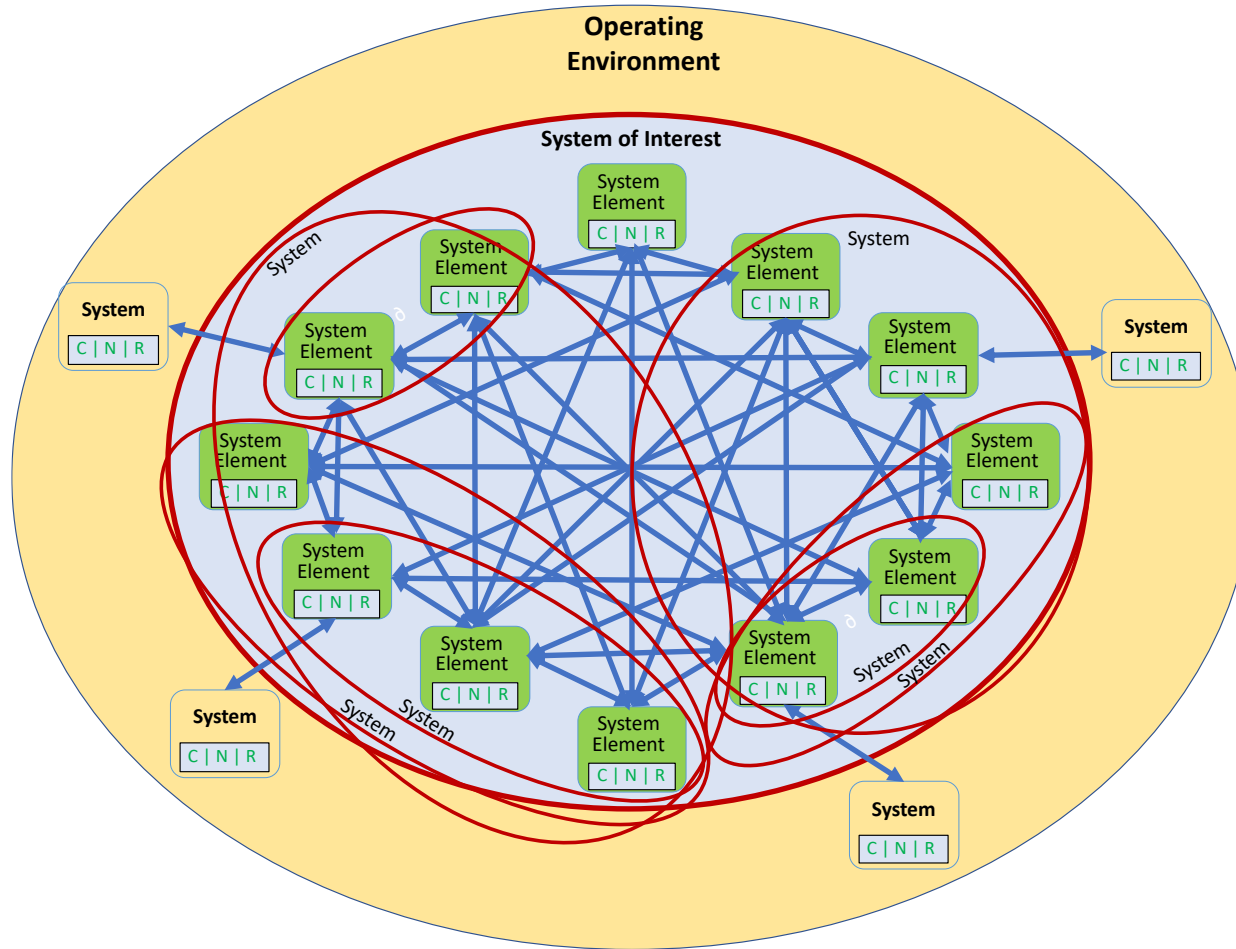 Operating
Environment
System of Interest
System
Element
C | N | R
System
System
Element
C | N | R
System
Element
C | N | R
System
System
C | N | R
System
Element
C | N | R
∂
System
Element
C | N | R
System
C | N | R
System
Element
C | N | R
System
Element
C | N | R
System
Element
C | N | R
System
Element
C | N | R
System
Element
C | N | R
System
Element
C | N | R
∂
System
System
System
C | N | R
System
System
System
Element
C | N | R
System
C | N | R